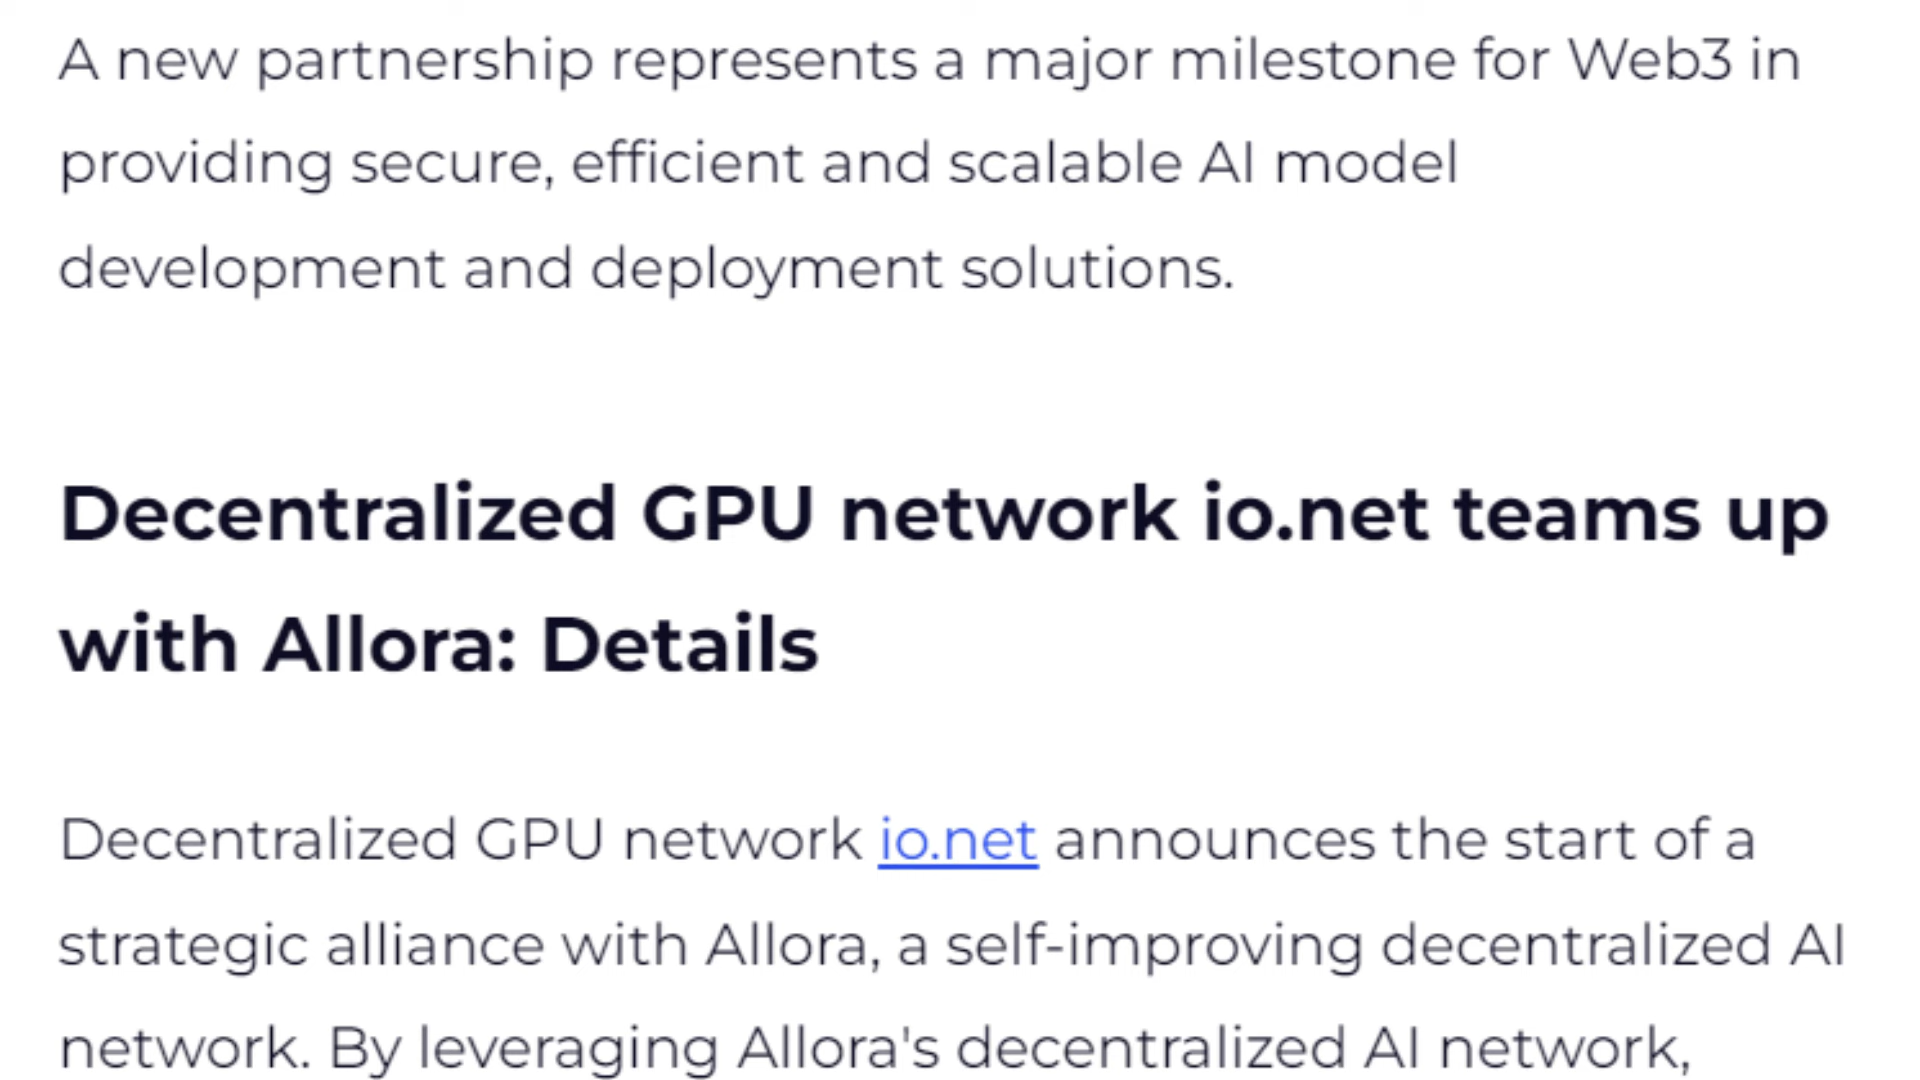 A new partnership represents a major milestone for Web3 in
providing secure, efficient and scalable AI model
development and deployment solutions.
Decentralized GPU network io.net teams up
with Allora: Details
Decentralized GPU network io.net announces the start of a
strategic alliance with Allora, a self-improving decentralized AI
network. By leveraging Allora's decentralized AI network,